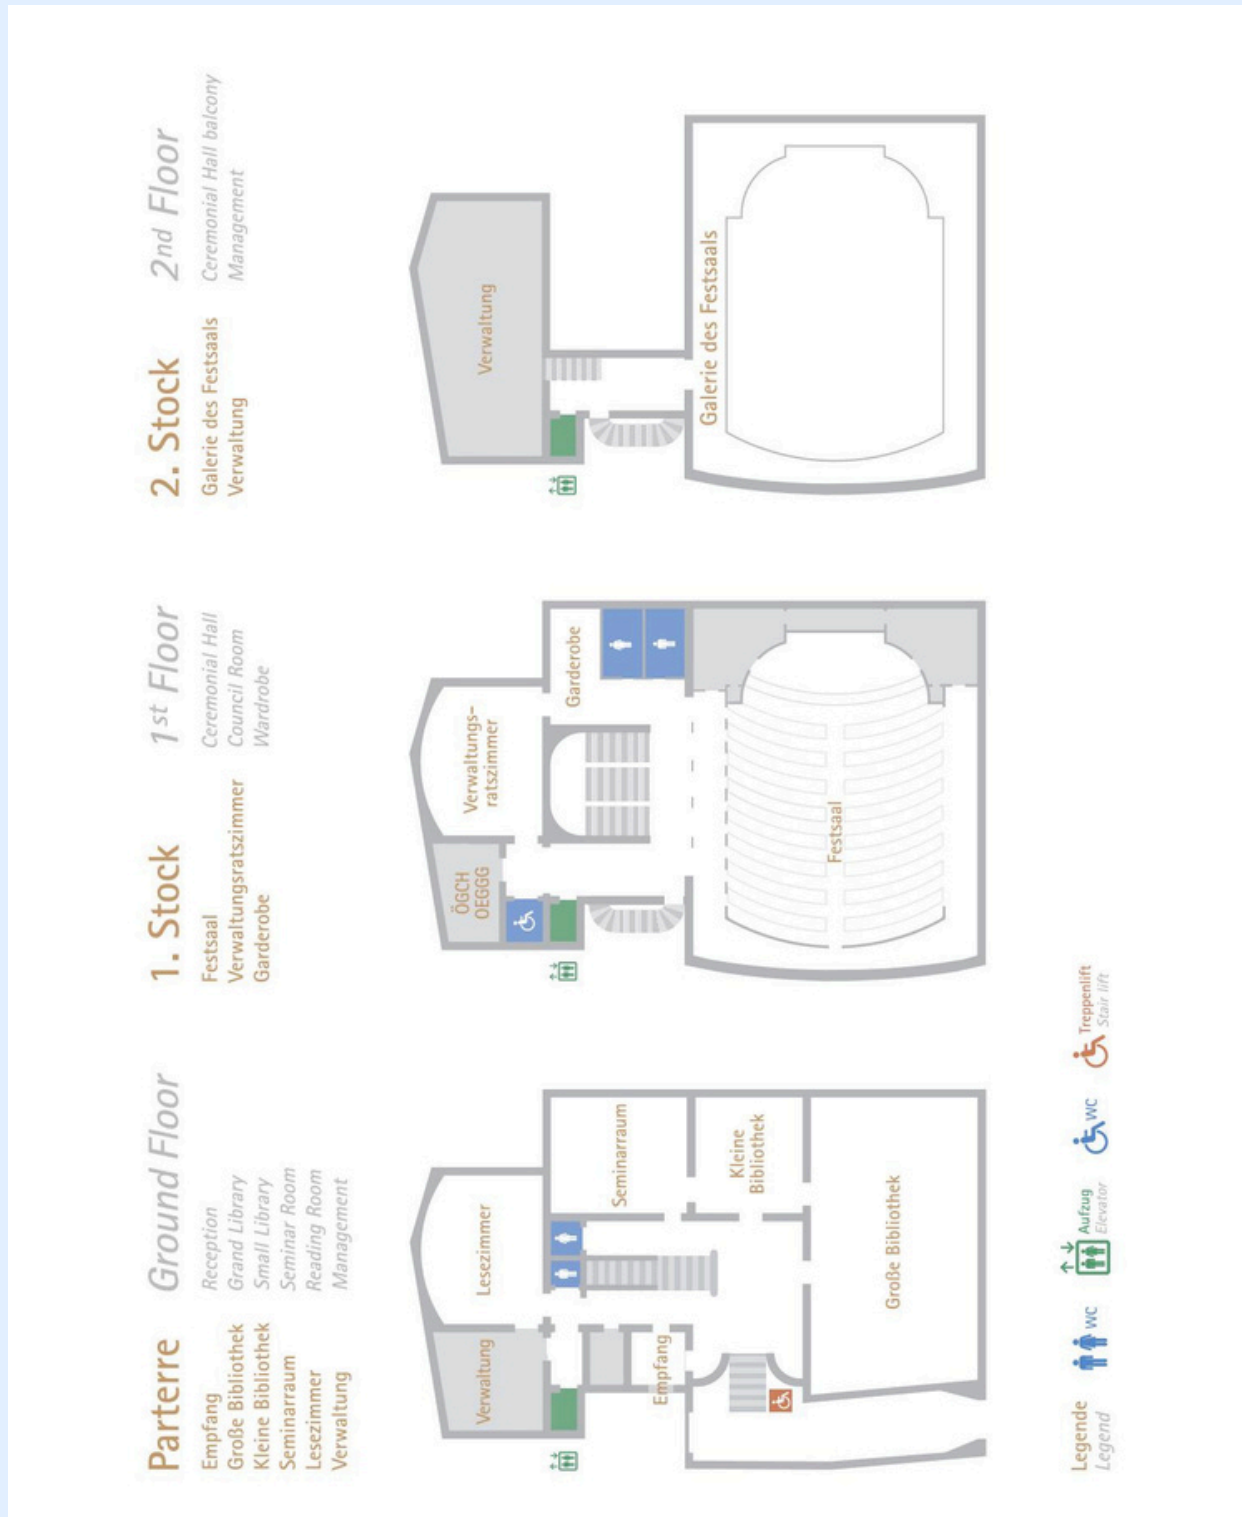 Parterre
Ground Floor
Empfang
Große Bibliothek
Kleine Bibliothek
Seminarraum
Lesezimmer
Verwaltung
Reception
Grand Library
Small Library
Seminar Room
Reading Room
Management
Verwaltung
Lesezimmer
Seminarraum
Kleine
Bibliothek
Empfang
Große Bibliothek
1. Stock
1st Floor
Festsaal
Verwaltungsratszimmer
Garderobe
Ceremonial Hall
Council Room
Wardrobe
ÖGCH
OEGGG
Verwaltungs-
ratszimmer
Garderobe
Festsaal
2. Stock
2nd Floor
Galerie des Festsaals
Verwaltung
Ceremonial Hall balcony
Management
Verwaltung
Galerie des Festsaals
Legende
Legend
WC
Aufzug
Elevator
WC
Treppenlift
Stair lift